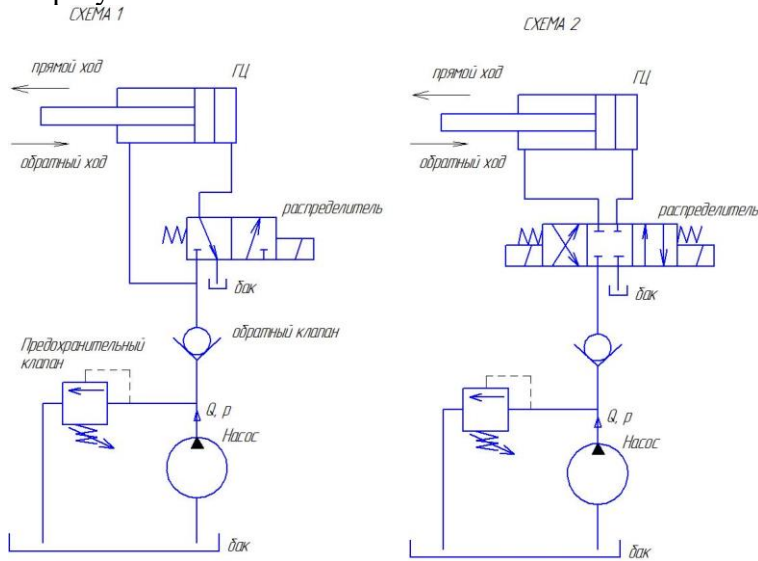 СХЕМА 1
прямой ход
ГЦ
обратный ход
распределитель
бак
обратный клапан
Предохранительный
клапан
Q, p
Насос
бак
СХЕМА 2
прямой ход
ГЦ
обратный ход
распределитель
бак
Q, p
Насос
бак